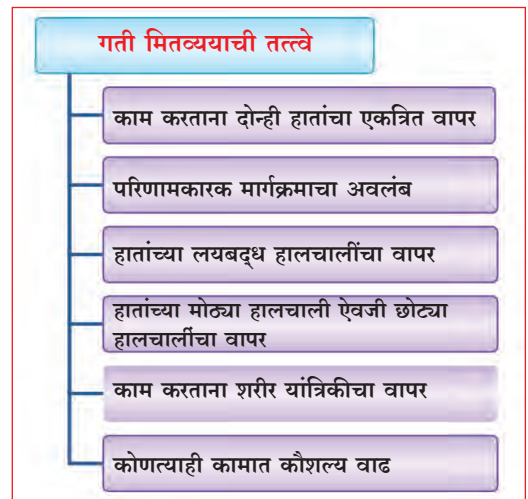 गती मितव्ययाची तत्त्वे
काम करताना दोन्ही हातांचा एकत्रित वापर
परिणामकारक मार्गक्रमाचा अवलंब
हातांच्या लयबद्ध हालचालींचा वापर
हातांच्या मोठ्या हालचाली ऐवजी छोट्या
हालचालींचा वापर
काम करताना शरीर यांत्रिकीचा वापर
कोणत्याही कामात कौशल्य वाढ